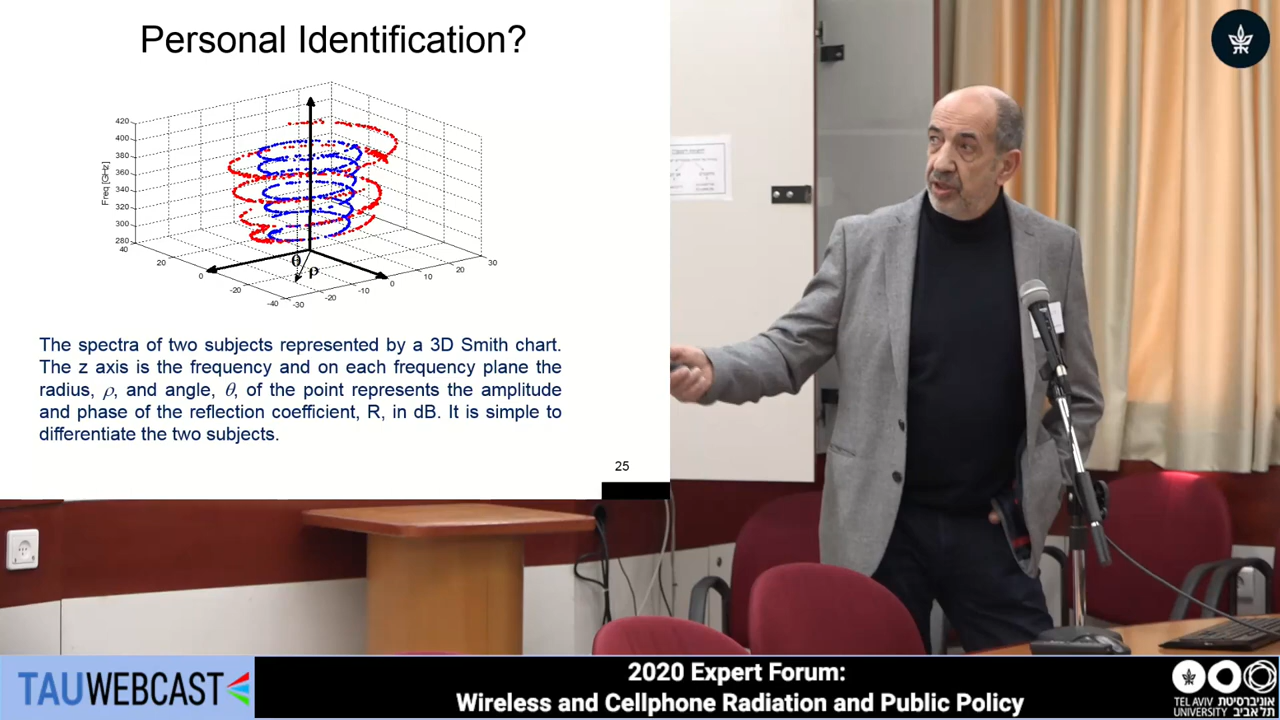 Personal Identification?
420
400
380
360
340
320
300
280
Freq [GHz]
40
20
0
-20
-40
-30
-20
-10
0
10
20
30
θ
ρ
The spectra of two subjects represented by a 3D Smith chart.
The z axis is the frequency and on each frequency plane the
radius, ρ, and angle, θ, of the point represents the amplitude
and phase of the reflection coefficient, R, in dB. It is simple to
differentiate the two subjects.
25
TAUWEBCAST
2020 Expert Forum:
Wireless and Cellphone Radiation and Public Policy
TEL AVIV אוניברסיטת
UNIVERSITY תל אביב